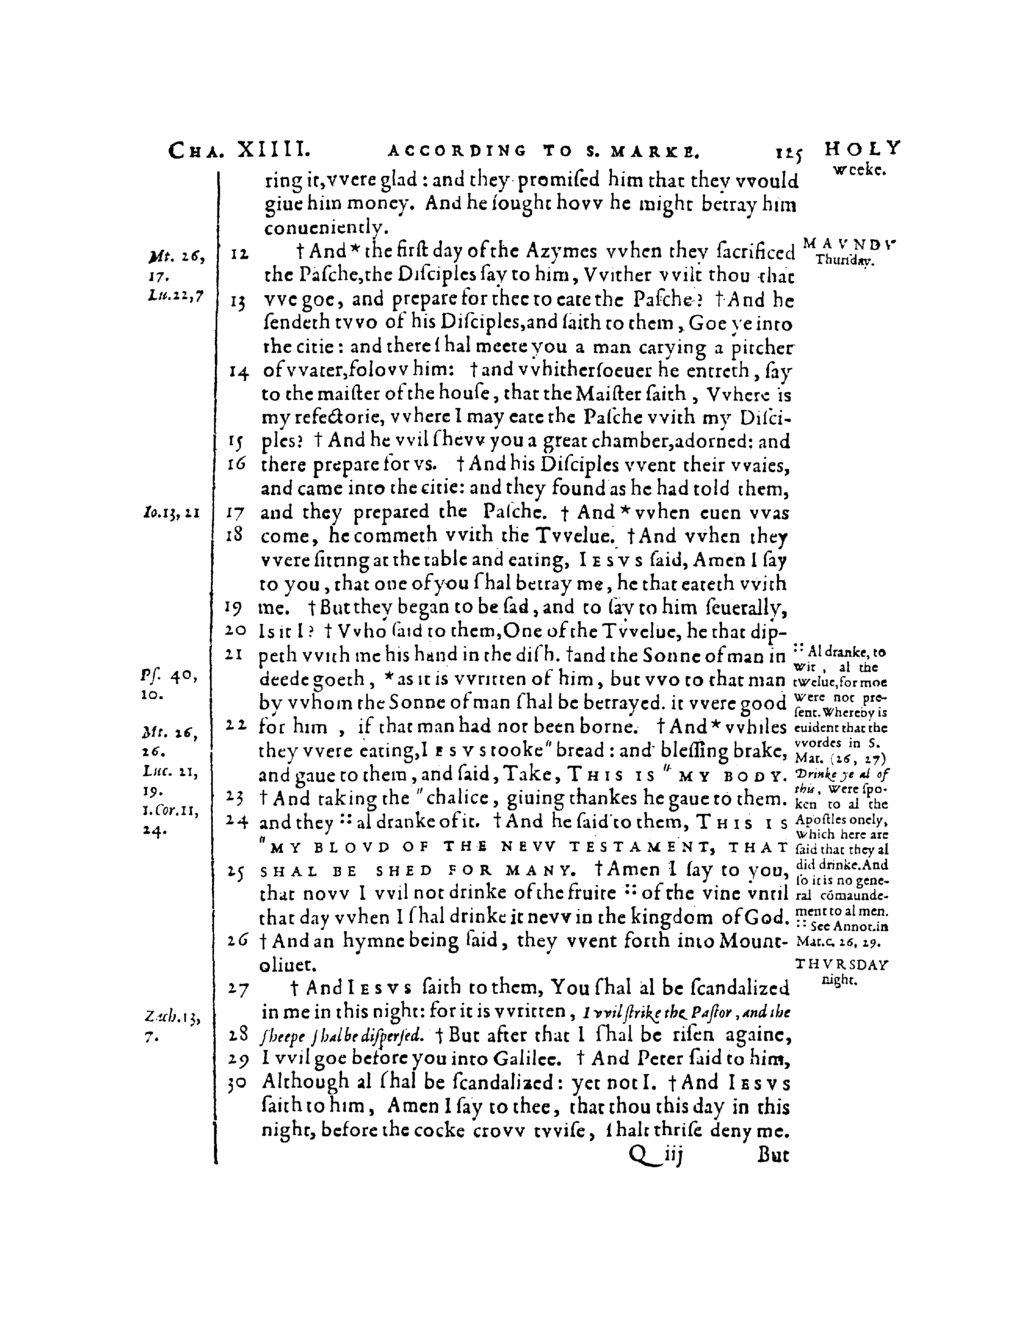 CHA. XIIII. ACCORDING TO S. MARKE. 125 HOLY
weeke.
ring it, vvere glad : and they promiſed him that they vvould
giue him money. And he ſought hovv he might betray him
conueniently.
Mt. 26,
17.
Lu. 22,7
12 † And * the firſt day of the Azymes vvhen they ſacrificed
the Paſche, the Diſciples ſay to him, Vvither vvilt thou that
13 vve goe, and prepare for thee to eate the Paſche? † And he
ſendeth tvvo of his Diſciples, and ſaith to them, Goe ye into
the citie : and there ſhal meete you a man carying a pitcher
14 of vvater, folovv him: † and vvhitherſoeuer he entreth, ſay
to the maiſter of the houſe, that the Maiſter ſaith, Vvhere is
my refectorie, vvhere I may eate the Paſche vvith my Diſci-
15 ples? † And he vvil ſhevv you a great chamber, adorned: and
16 there prepare for vs. † And his Diſciples vvent their vvaies,
and came into the citie: and they found as he had told them,
Io. 13, 21
17 and they prepared the Paſche. † And * vvhen euen vvas
18 come, he commeth vvith the Tvvelue. † And vvhen they
vvere ſitting at the table and eating, IESVS ſaid, Amen I ſay
to you, that one of you ſhal betray me, he that eateth vvith
19 me. † But they began to be ſad, and to ſay to him ſeuerally,
20 Is it I? † Vvho ſaid to them, One of the Tvvelue, he that dip-
21 peth vvith me his hand in the diſh. † and the Sonne of man in
Pſ. 40,
10.
deede goeth, * as it is vvritten of him, but vvo to that man
by vvhom the Sonne of man ſhal be betrayed. it vvere good
Mt. 26,
26.
Luc. 22,
19.
1. Cor. 11,
24.
22 for him, if that man had not been borne. † And * vvhiles
they vvere eating, IESVS tooke " bread : and bleſſing brake,
and gaue to them, and ſaid, Take, THIS IS " MY BODY.
23 † And taking the " chalice, giuing thankes he gaue to them.
24 and they :: al dranke of it. † And he ſaid to them, THIS IS
" MY BLOVD OF THE NEVV TESTAMENT, THAT
25 SHAL BE SHED FOR MANY. † Amen I ſay to you,
that novv I vvil not drinke of the fruite :: of the vine vntil
that day vvhen I ſhal drinke it nevv in the kingdom of God.
26 † And an hymne being ſaid, they vvent forth into Mount-
oliuet.
27 † And IESVS ſaith to them, You ſhal al be ſcandalized
Zach. 13,
7.
in me in this night: for it is vvritten, I vvil ſtrike the Paſtor, and the
28 ſheepe ſhal be diſperſed. † But after that I ſhal be riſen againe,
29 I vvil goe before you into Galilee. † And Peter ſaid to him,
30 Although al ſhal be ſcandalized: yet not I. † And IESVS
ſaith to him, Amen I ſay to thee, that thou this day in this
night, before the cocke crovv tvviſe, ſhalt thriſe deny me.
Q iij But
MAVNDY
Thurſday.
:: Al dranke, to
wit, al the
twelue, for moe
were not pre-
ſent. Whereby is
euident that the
vvordes in S.
Mat. (26, 27)
Drinke ye al of
this, were ſpo-
ken to al the
Apoſtles onely,
which here are
ſaid that they al
did drinke. And
ſo it is no gene-
ral cómaunde-
ment to al men.
:: See Annot. in
Mat. c. 26, 29.
THVRSDAY
night.